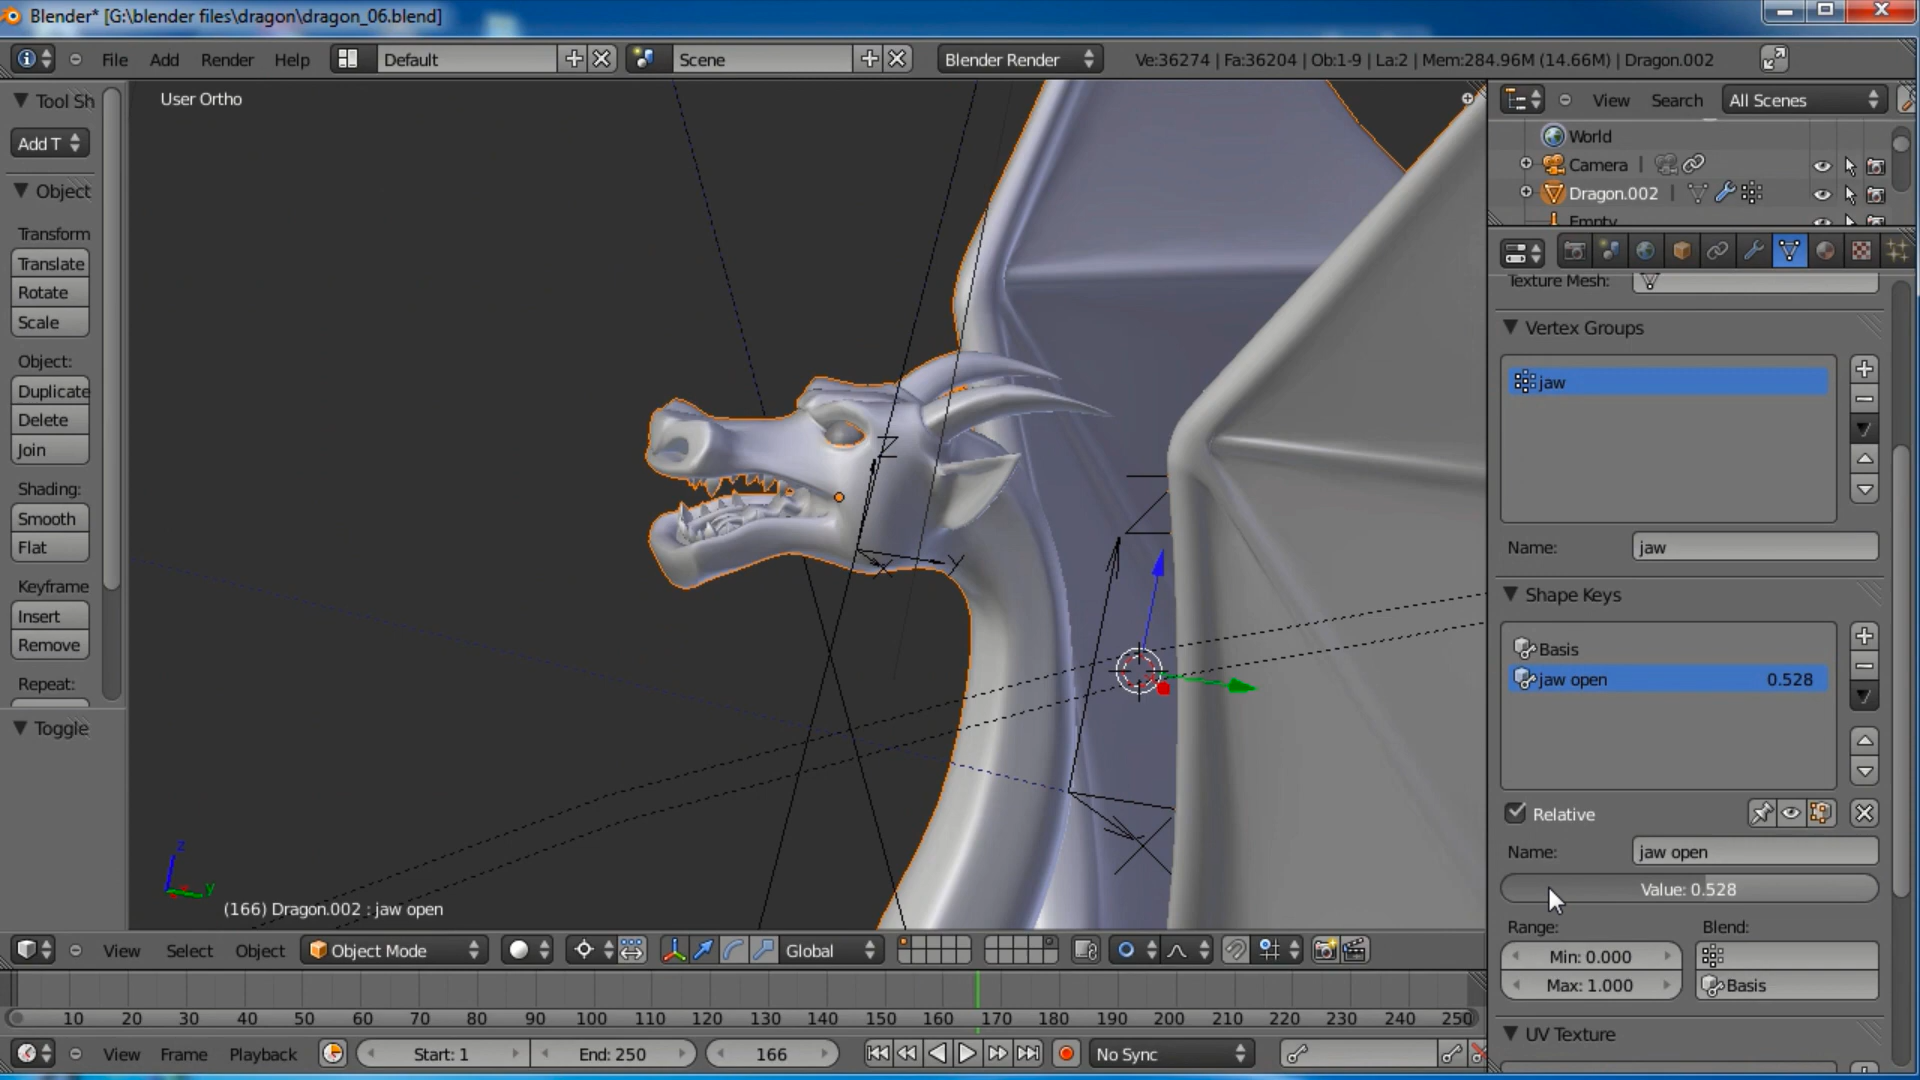 Blender* [G:\blender files\dragon\dragon_06.blend]
File Add Render Help Default Scene Blender Render Ve:36274 | Fa:36204 | Ob:1-9 | La:2 | Mem:284.96M (14.66M) | Dragon.002
Tool Sh
Add T
Object
Transform
Translate
Rotate
Scale
Object:
Duplicate
Delete
Join
Shading:
Smooth
Flat
Keyframe
Insert
Remove
Repeat:
Toggle
User Ortho
Z
Y
X
z
y
(166) Dragon.002 : jaw open
View Select Object Object Mode Global
10 20 30 40 50 60 70 80 90 100 110 120 130 140 150 160 170 180 190 200 210 220 230 240 250
View Frame Playback Start: 1 End: 250 166 No Sync
View Search All Scenes
World
Camera
Dragon.002
Empty
Texture Mesh:
Vertex Groups
jaw
Name: jaw
Shape Keys
Basis
jaw open 0.528
Relative
Name: jaw open
Value: 0.528
Range: Blend:
Min: 0.000
Max: 1.000 Basis
UV Texture